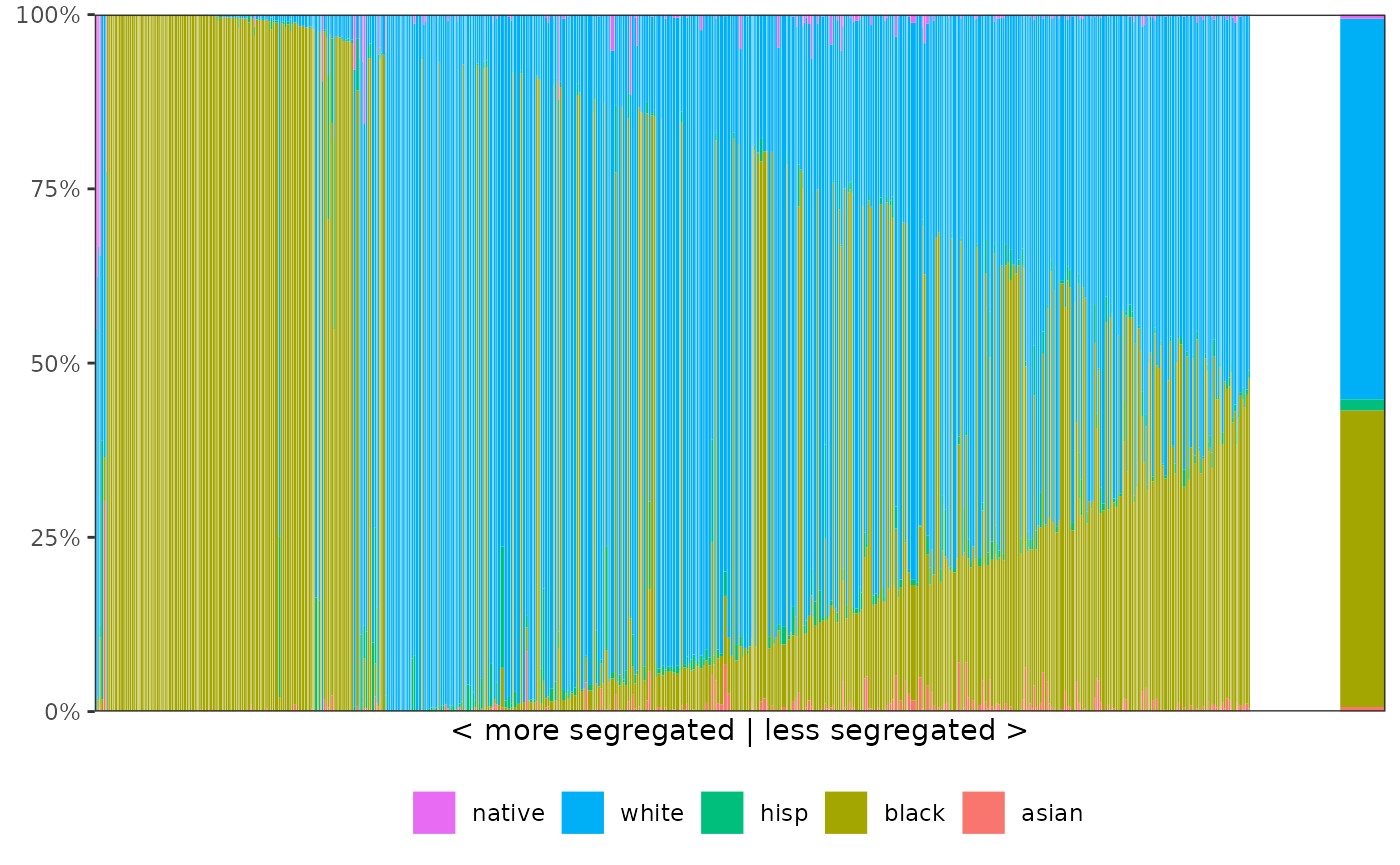 100%
75%
50%
25%
0%
< more segregated | less segregated >
native white hisp black asian